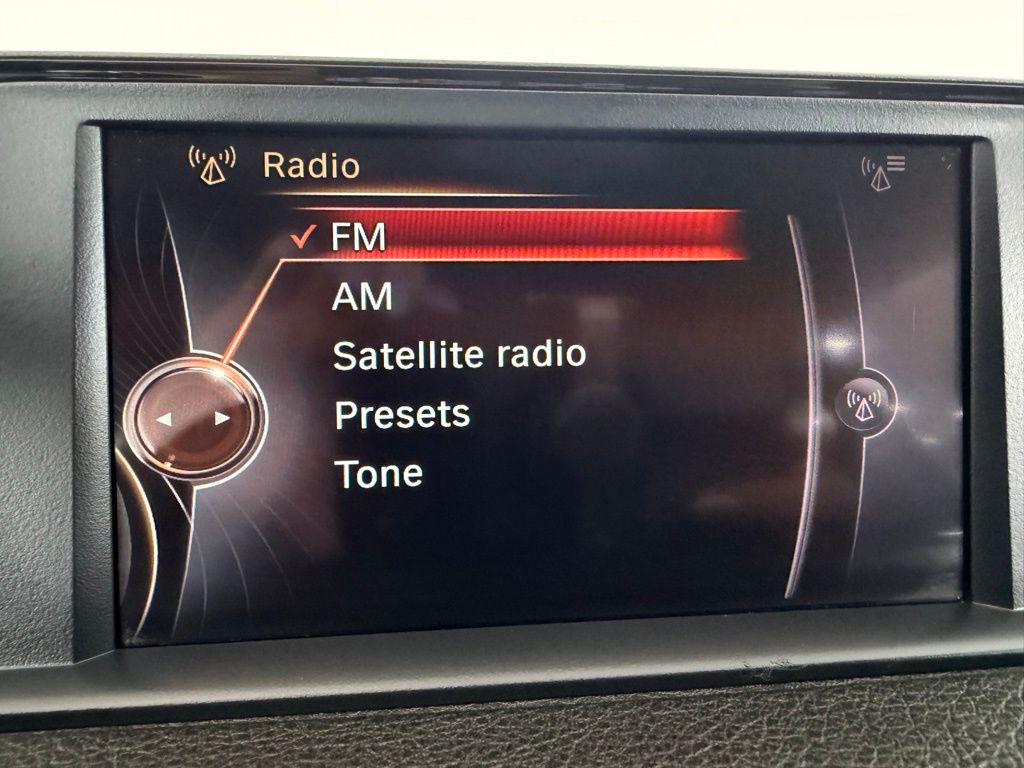 Radio
FM
AM
Satellite radio
Presets
Tone